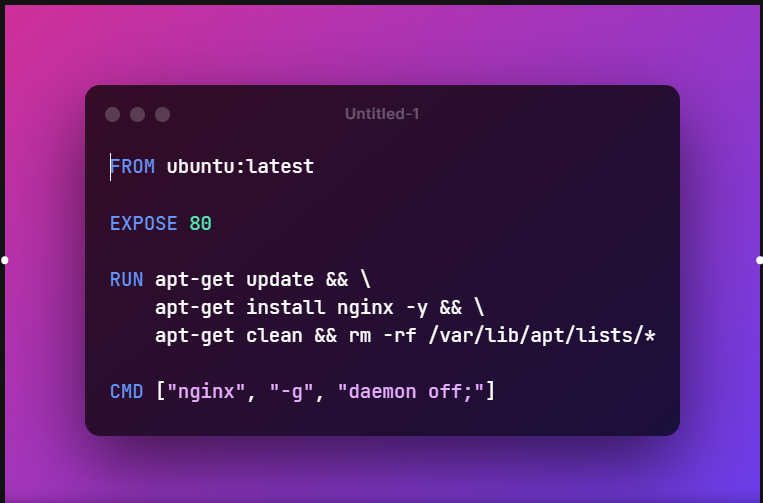 Untitled-1
FROM ubuntu:latest
EXPOSE 80
RUN apt-get update && \
    apt-get install nginx -y && \
    apt-get clean && rm -rf /var/lib/apt/lists/*
CMD ["nginx", "-g", "daemon off;"]